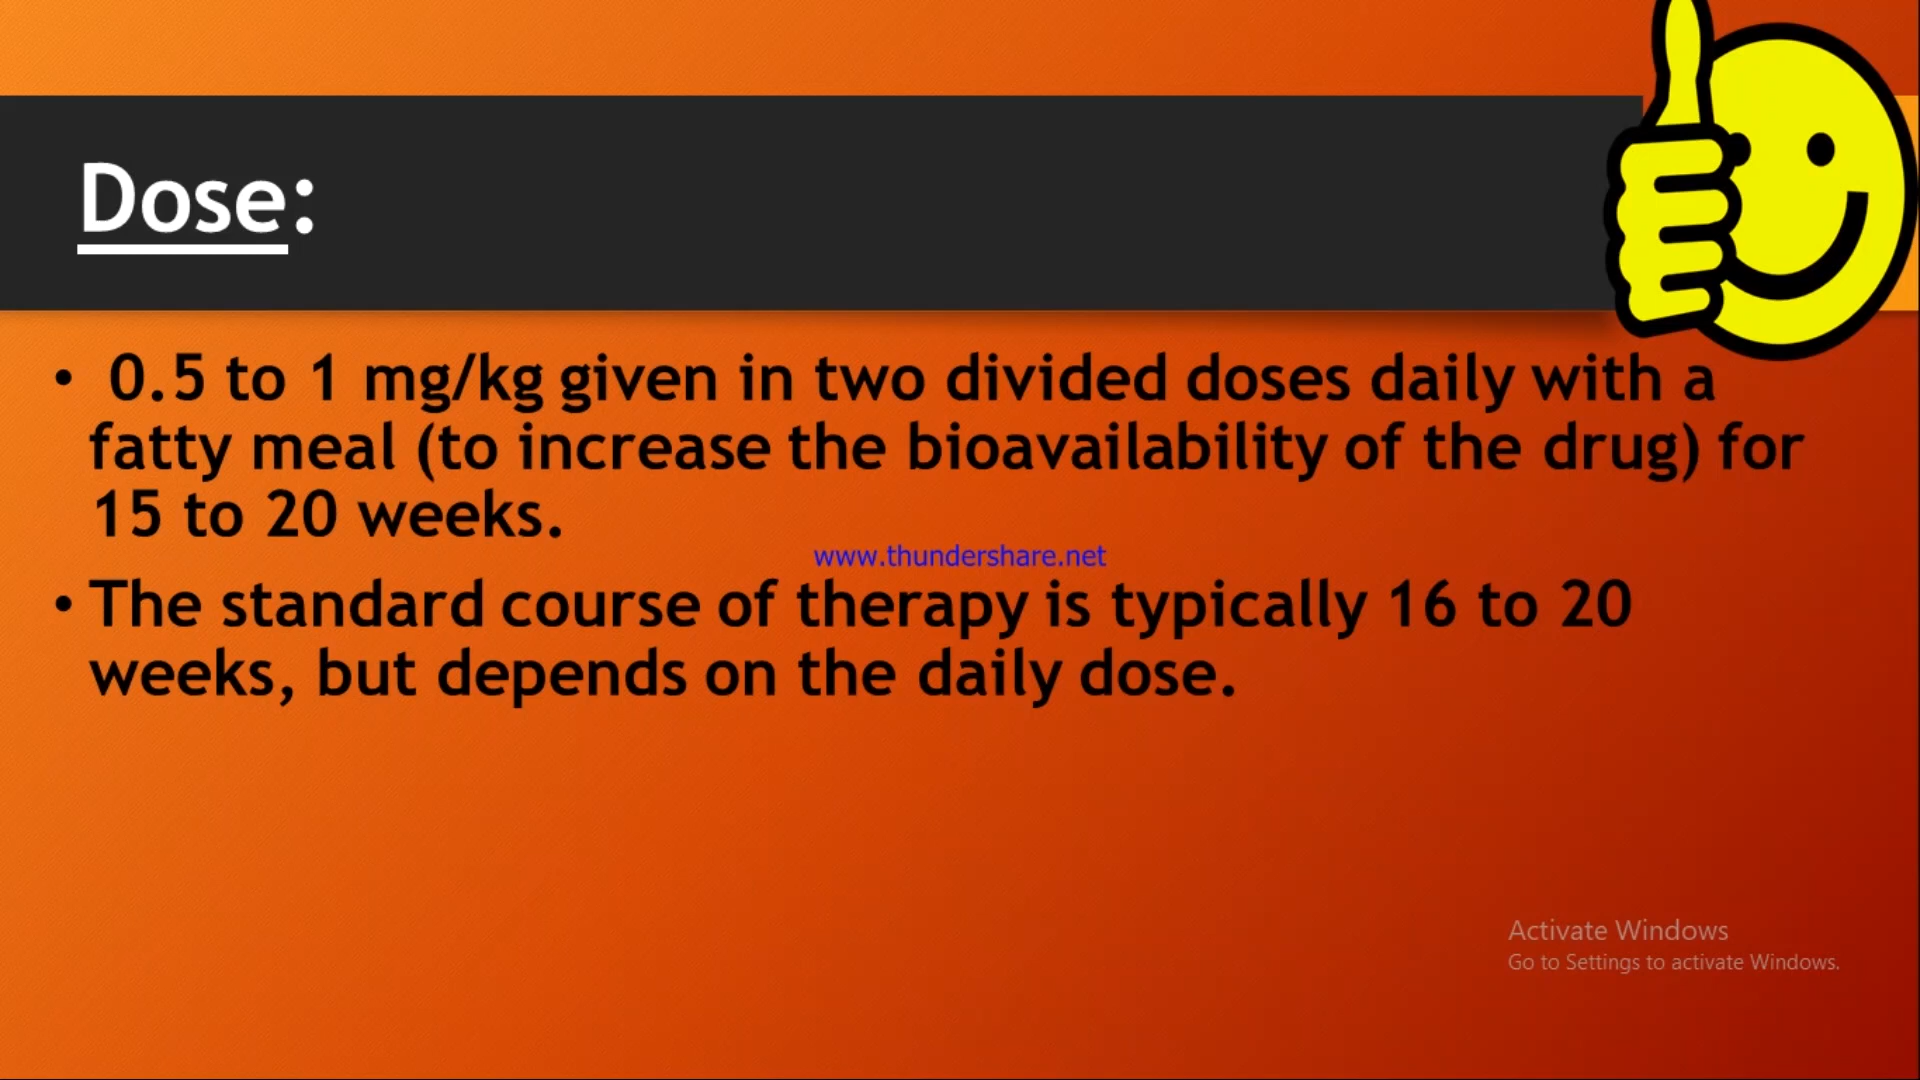 Dose:
• 0.5 to 1 mg/kg given in two divided doses daily with a
fatty meal (to increase the bioavailability of the drug) for
15 to 20 weeks.
www.thundershare.net
• The standard course of therapy is typically 16 to 20
weeks, but depends on the daily dose.
Activate Windows
Go to Settings to activate Windows.